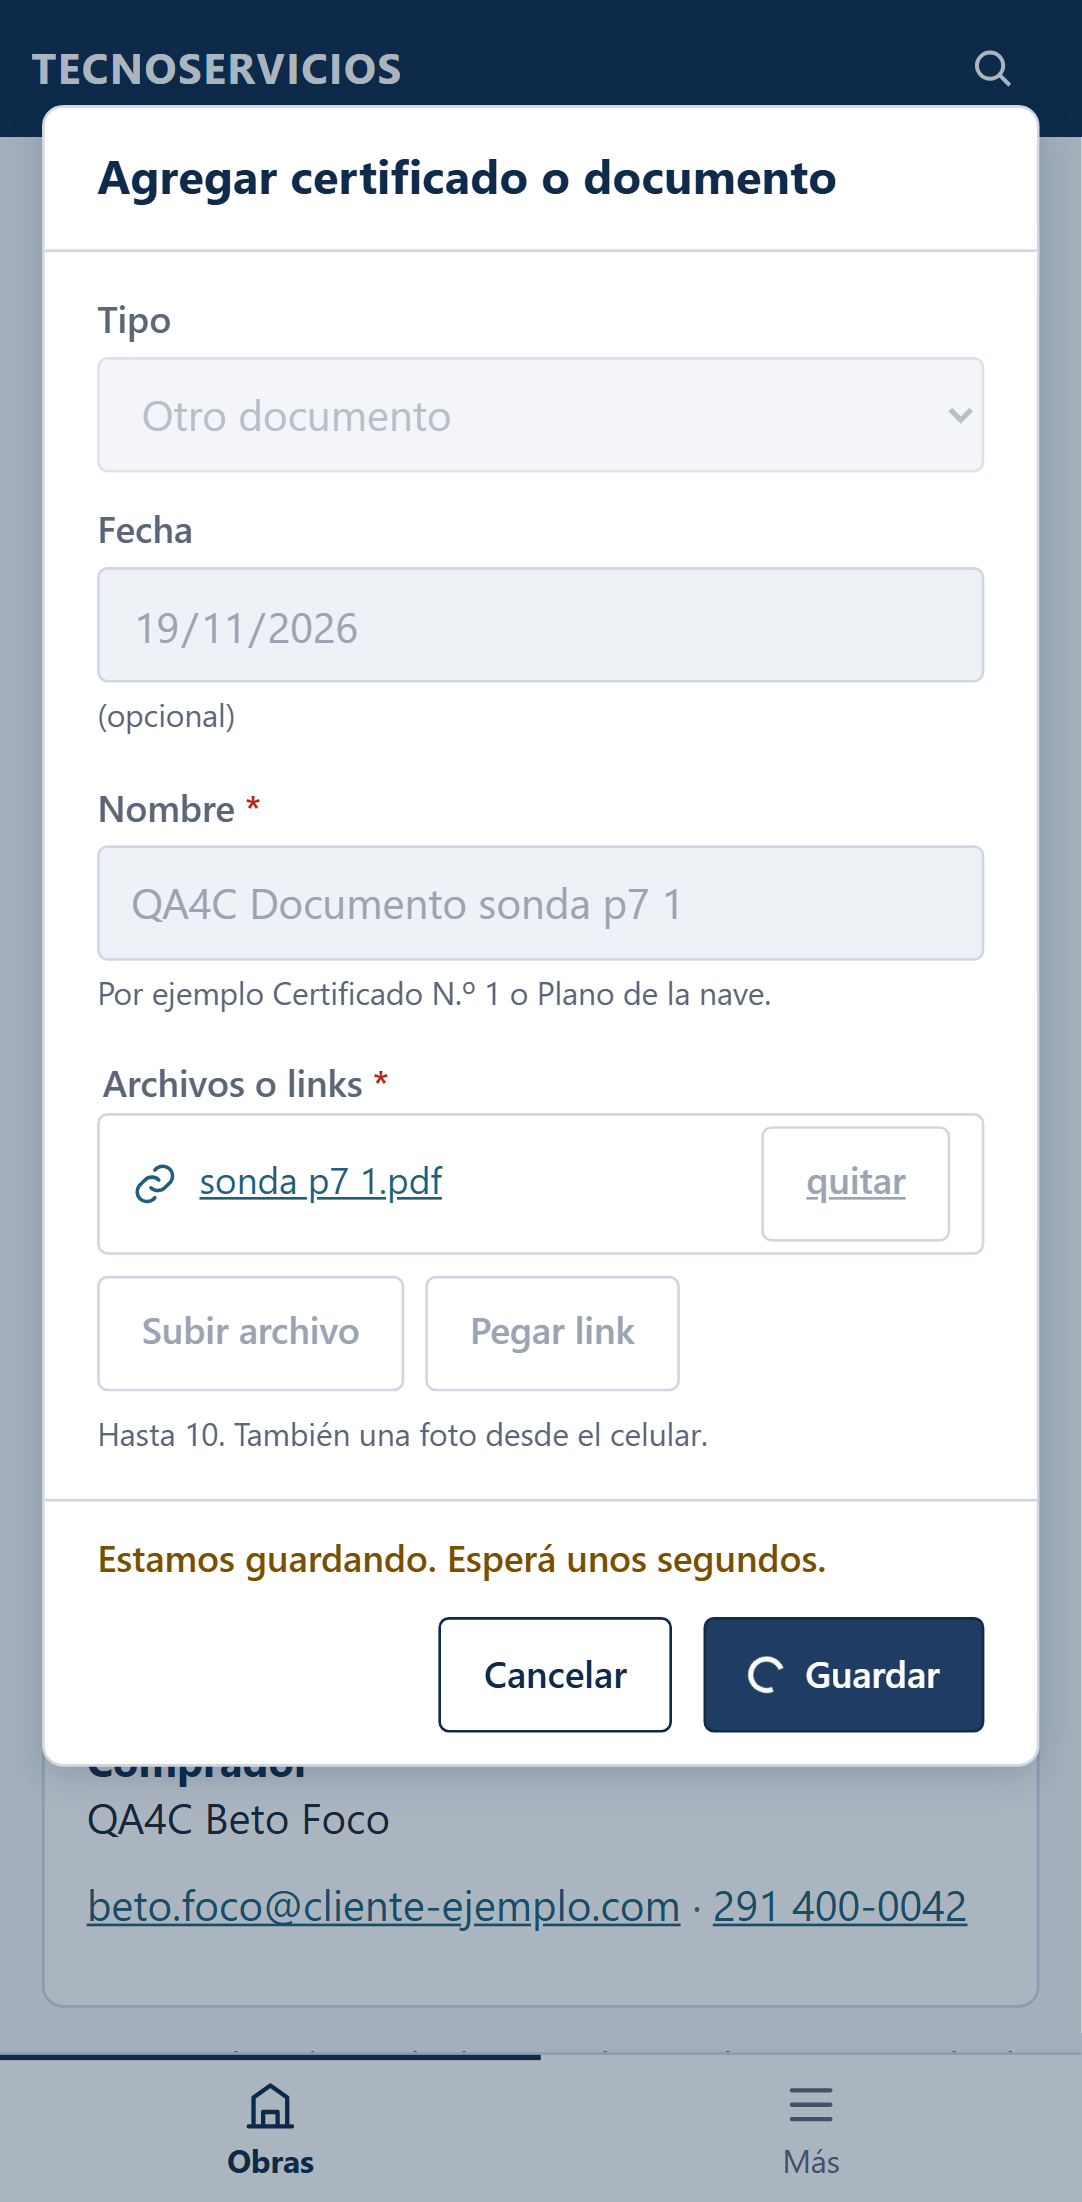 TECNOSERVICIOS
Agregar certificado o documento
Tipo
Otro documento
Fecha
19/11/2026
(opcional)
Nombre *
QA4C Documento sonda p7 1
Por ejemplo Certificado N.º 1 o Plano de la nave.
Archivos o links *
sonda p7 1.pdf quitar
Subir archivo Pegar link
Hasta 10. También una foto desde el celular.
Estamos guardando. Esperá unos segundos.
Cancelar Guardar
Comprador
QA4C Beto Foco
beto.foco@cliente-ejemplo.com · 291 400-0042
Obras Más